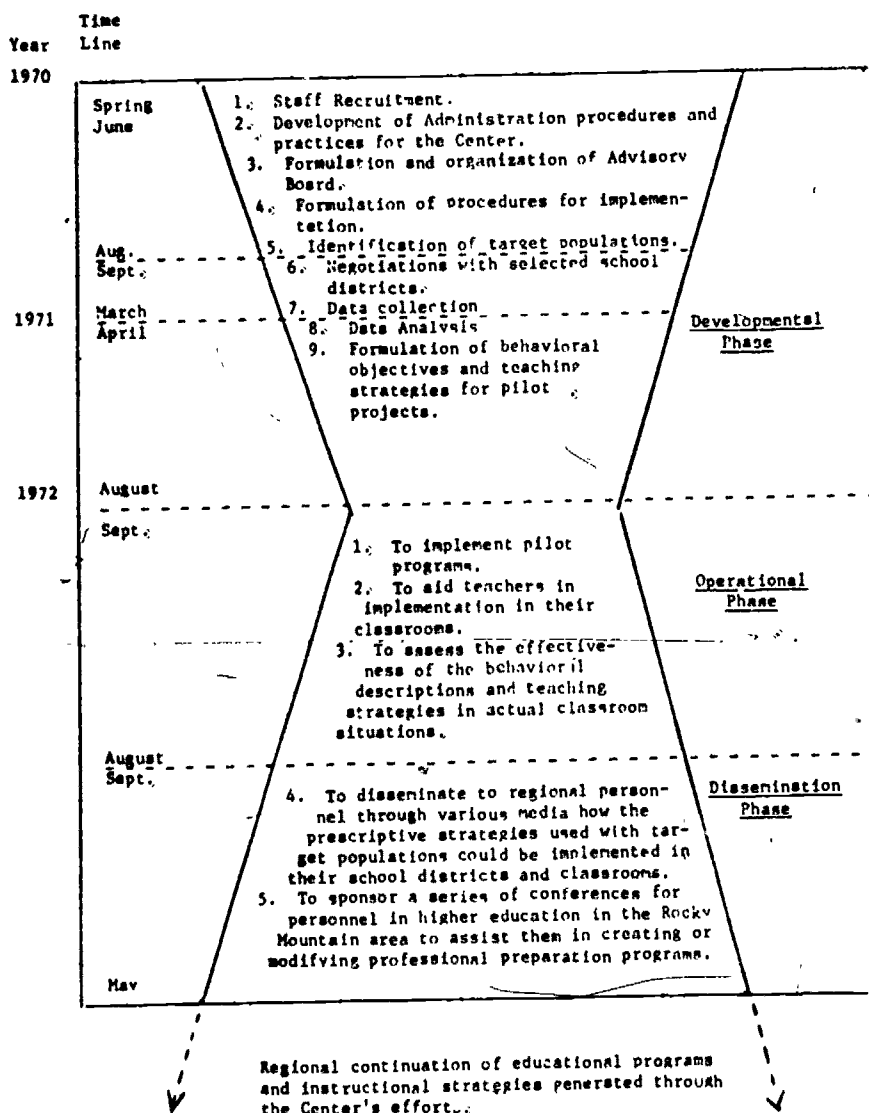 Time
Year Line
1970
Spring
June
1. Staff Recruitment.
2. Development of Administration procedures and
practices for the Center.
3. Formulation and organization of Advisory
Board.
4. Formulation of procedures for implemen-
tetion.
5. Identification of target populations.
Aug.
Sept.
6. Negotiations with selected school
districts.
1971
March
April
7. Data collection
8. Data Analysis
9. Formulation of behavioral
objectives and teaching
strategies for pilot
projects.
Developmental
Phase
1972 August
Sept.
1. To implement pilot
programs.
2. To aid teachers in
implementation in their
classrooms.
3. To assess the effective-
ness of the behavioril
descriptions and teaching
strategies in actual classroom
situations.
Operational
Phase
August
Sept.
4. To disseminate to regional person-
nel through various media how the
prescriptive strategies used with tar-
get populations could be implemented in
their school districts and classrooms.
5. To sponsor a series of conferences for
personnel in higher education in the Rocky
Mountain area to assist them in creating or
modifying professional preparation programs.
Dissemination
Phase
May
Regional continuation of educational programs
and instructional strategies generated through
the Center's effort.